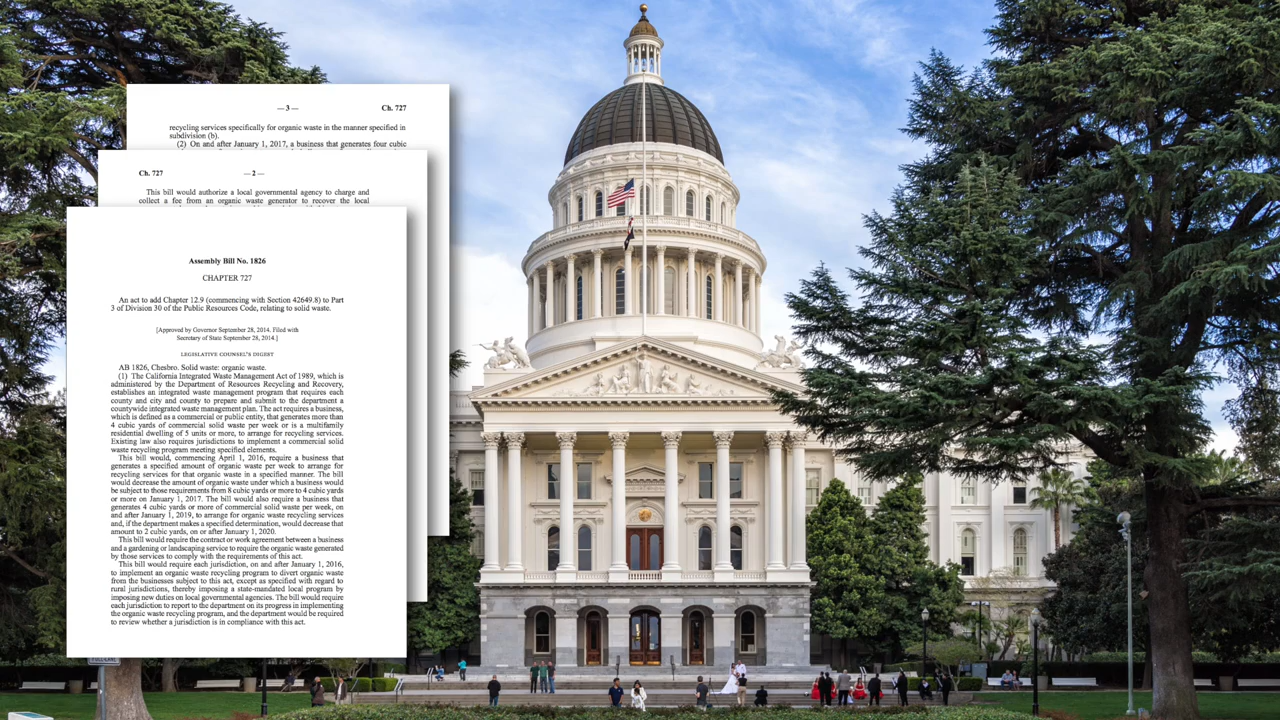 — 3 —
Ch. 727
recycling services specifically for organic waste in the manner specified in
subdivision (b).
(2) On and after January 1, 2017, a business that generates four cubic
Ch. 727
— 2 —
This bill would authorize a local governmental agency to charge and
collect a fee from an organic waste generator to recover the local
Assembly Bill No. 1826
CHAPTER 727
An act to add Chapter 12.9 (commencing with Section 42649.8) to Part
3 of Division 30 of the Public Resources Code, relating to solid waste.
[Approved by Governor September 28, 2014. Filed with
Secretary of State September 28, 2014.]
LEGISLATIVE COUNSEL'S DIGEST
AB 1826, Chesbro. Solid waste: organic waste.
(1) The California Integrated Waste Management Act of 1989, which is
administered by the Department of Resources Recycling and Recovery,
establishes an integrated waste management program that requires each
county and city and county to prepare and submit to the department a
countywide integrated waste management plan. The act requires a business,
which is defined as a commercial or public entity, that generates more than
4 cubic yards of commercial solid waste per week or is a multifamily
residential dwelling of 5 units or more, to arrange for recycling services.
Existing law also requires jurisdictions to implement a commercial solid
waste recycling program meeting specified elements.
This bill would, commencing April 1, 2016, require a business that
generates a specified amount of organic waste per week to arrange for
recycling services for that organic waste in a specified manner. The bill
would decrease the amount of organic waste under which a business would
be subject to those requirements from 8 cubic yards or more to 4 cubic yards
or more on January 1, 2017. The bill would also require a business that
generates 4 cubic yards or more of commercial solid waste per week, on
and after January 1, 2019, to arrange for organic waste recycling services
and, if the department makes a specified determination, would decrease that
amount to 2 cubic yards, on or after January 1, 2020.
This bill would require the contract or work agreement between a business
and a gardening or landscaping service to require the organic waste generated
by those services to comply with the requirements of this act.
This bill would require each jurisdiction, on and after January 1, 2016,
to implement an organic waste recycling program to divert organic waste
from the businesses subject to this act, except as specified with regard to
rural jurisdictions, thereby imposing a state-mandated local program by
imposing new duties on local governmental agencies. The bill would require
each jurisdiction to report to the department on its progress in implementing
the organic waste recycling program, and the department would be required
to review whether a jurisdiction is in compliance with this act.